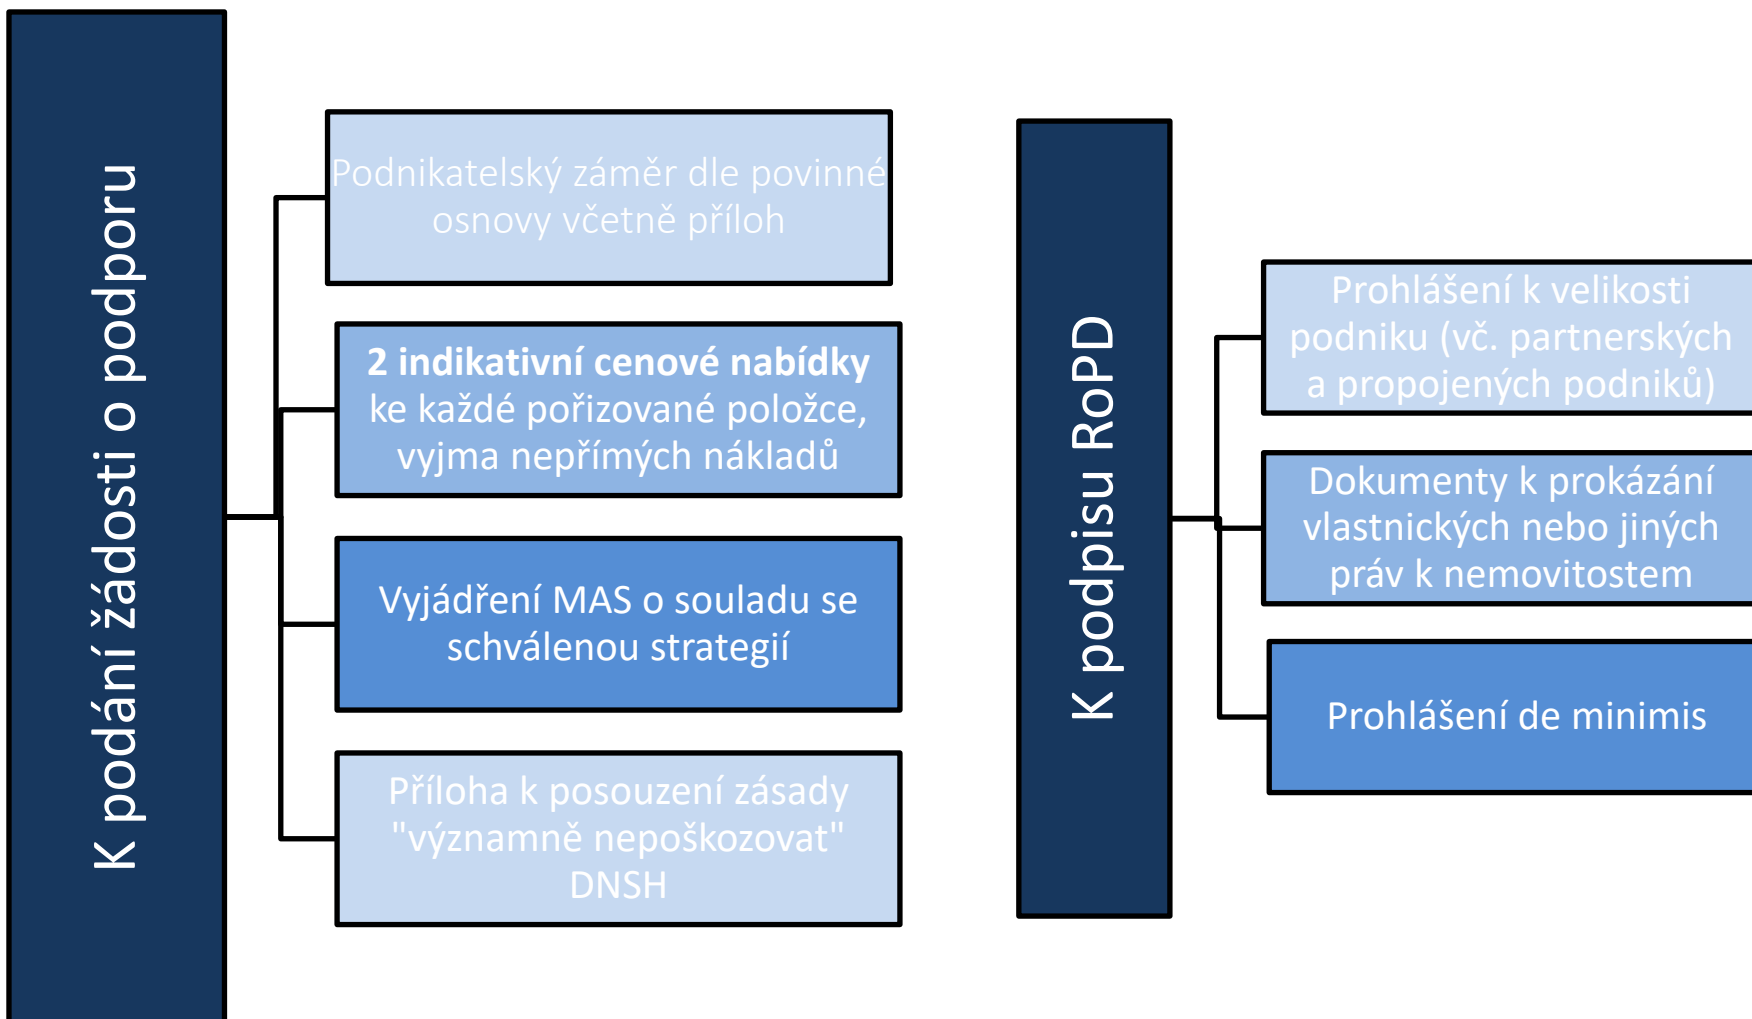 K podání žádosti o podporu
Podnikatelský záměr dle povinné
osnovy včetně příloh
2 indikativní cenové nabídky
ke každé pořizované položce,
vyjma nepřímých nákladů
Vyjádření MAS o souladu se
schválenou strategií
Příloha k posouzení zásady
"významně nepoškozovat"
DNSH
K podpisu RoPD
Prohlášení k velikosti
podniku (vč. partnerských
a propojených podniků)
Dokumenty k prokázání
vlastnických nebo jiných
práv k nemovitostem
Prohlášení de minimis